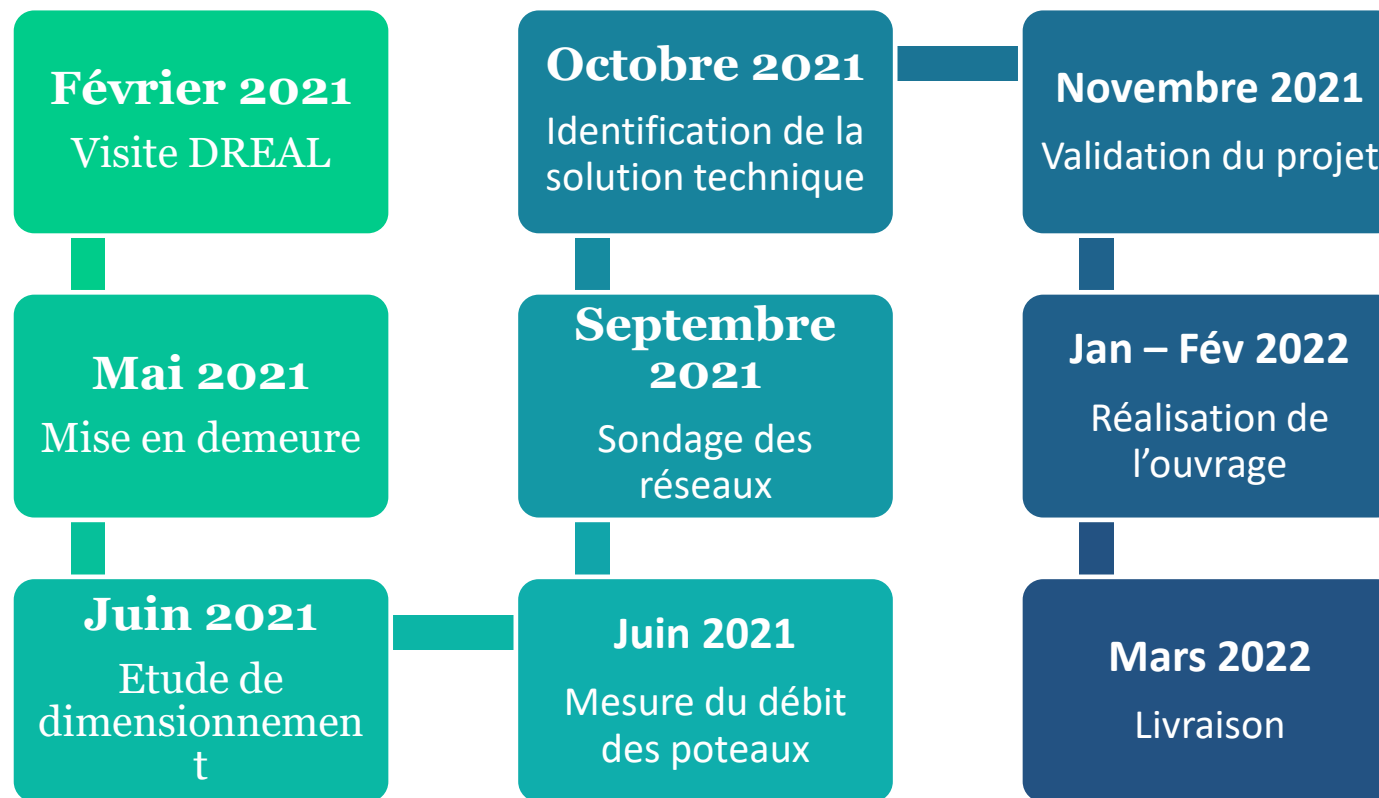 Février 2021
Visite DREAL
Mai 2021
Mise en demeure
Juin 2021
Etude de
dimensionnemen
t
Juin 2021
Mesure du débit
des poteaux
Septembre
2021
Sondage des
réseaux
Octobre 2021
Identification de la
solution technique
Novembre 2021
Validation du projet
Jan – Fév 2022
Réalisation de
l’ouvrage
Mars 2022
Livraison